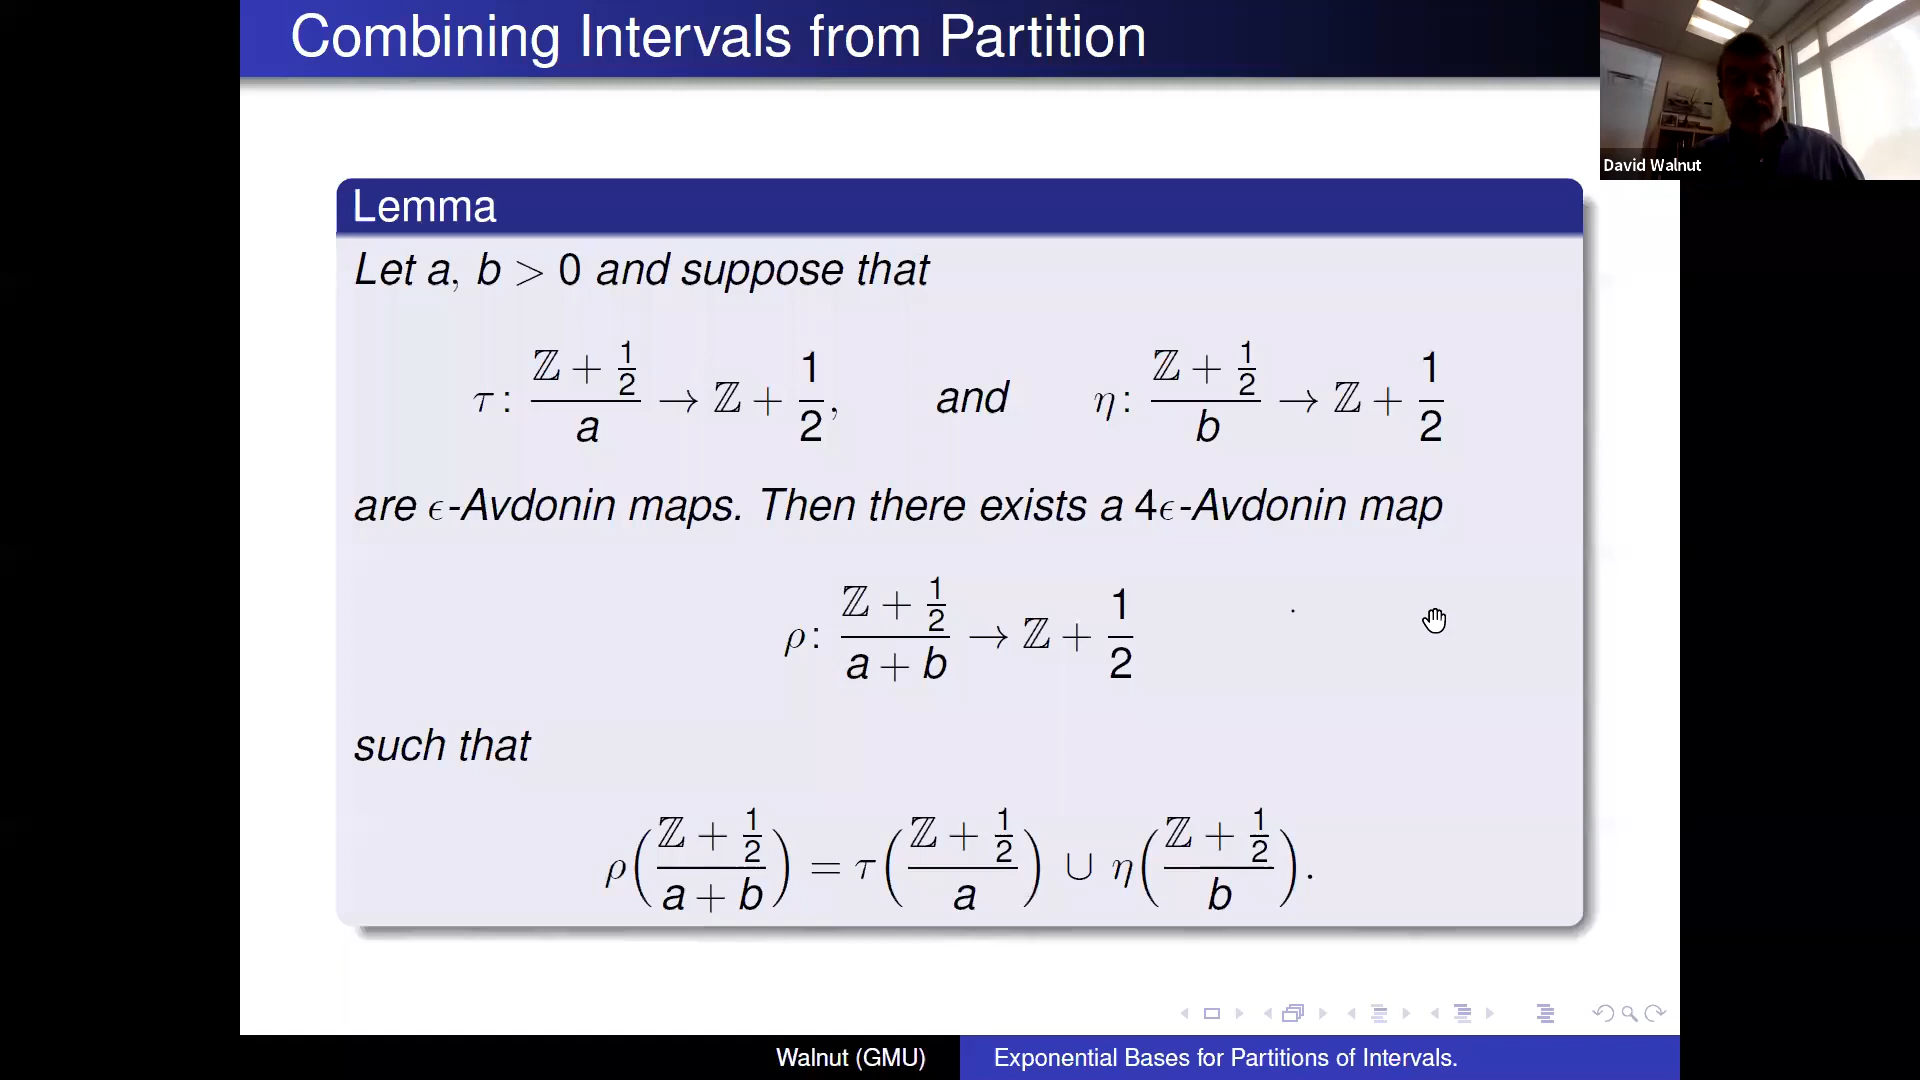 Combining Intervals from Partition
David Walnut
Lemma
Let a, b > 0 and suppose that
τ: (ℤ + 1/2)/a → ℤ + 1/2, and η: (ℤ + 1/2)/b → ℤ + 1/2
are ϵ-Avdonin maps. Then there exists a 4ϵ-Avdonin map
ρ: (ℤ + 1/2)/(a + b) → ℤ + 1/2
such that
ρ((ℤ + 1/2)/(a + b)) = τ((ℤ + 1/2)/a) ∪ η((ℤ + 1/2)/b).
Walnut (GMU) Exponential Bases for Partitions of Intervals.